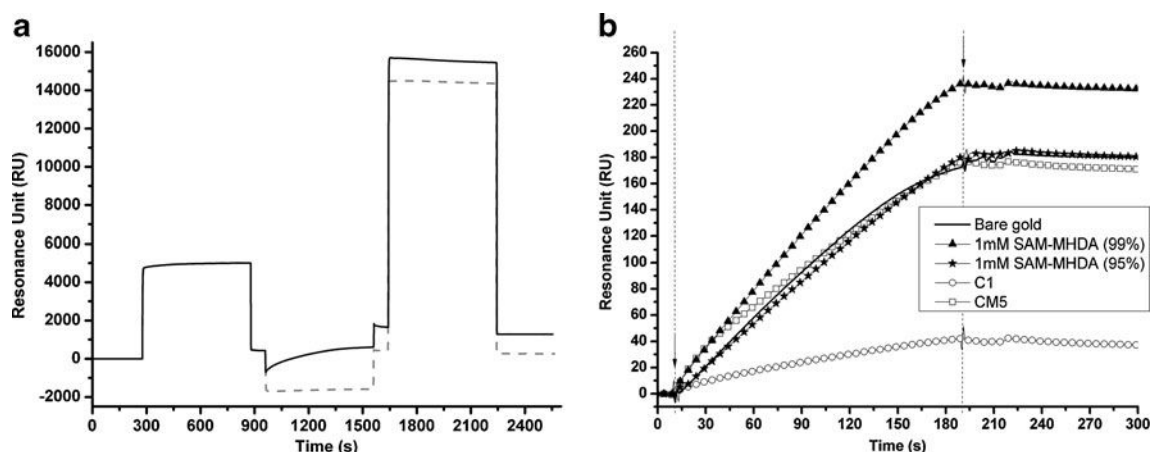 a
Resonance Unit (RU)
16000
14000
12000
10000
8000
6000
4000
2000
0
-2000
0 300 600 900 1200 1500 1800 2100 2400
Time (s)
b
Resonance Unit (RU)
260
240
220
200
180
160
140
120
100
80
60
40
20
0
0 30 60 90 120 150 180 210 240 270 300
Time (s)
Bare gold
1mM SAM-MHDA (99%)
1mM SAM-MHDA (95%)
C1
CM5